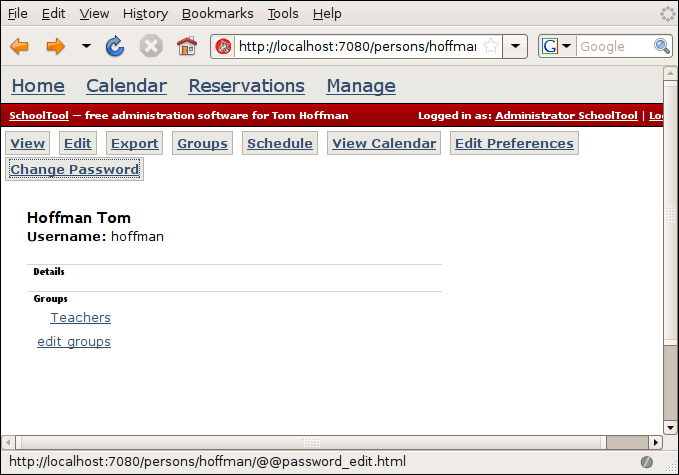 File Edit View History Bookmarks Tools Help
http://localhost:7080/persons/hoffman
Google
Home Calendar Reservations Manage
SchoolTool — free administration software for Tom Hoffman Logged in as: Administrator SchoolTool |
View Edit Export Groups Schedule View Calendar Edit Preferences
Change Password
Hoffman Tom
Username: hoffman
Details
Groups
Teachers
edit groups
http://localhost:7080/persons/hoffman/@@password_edit.html